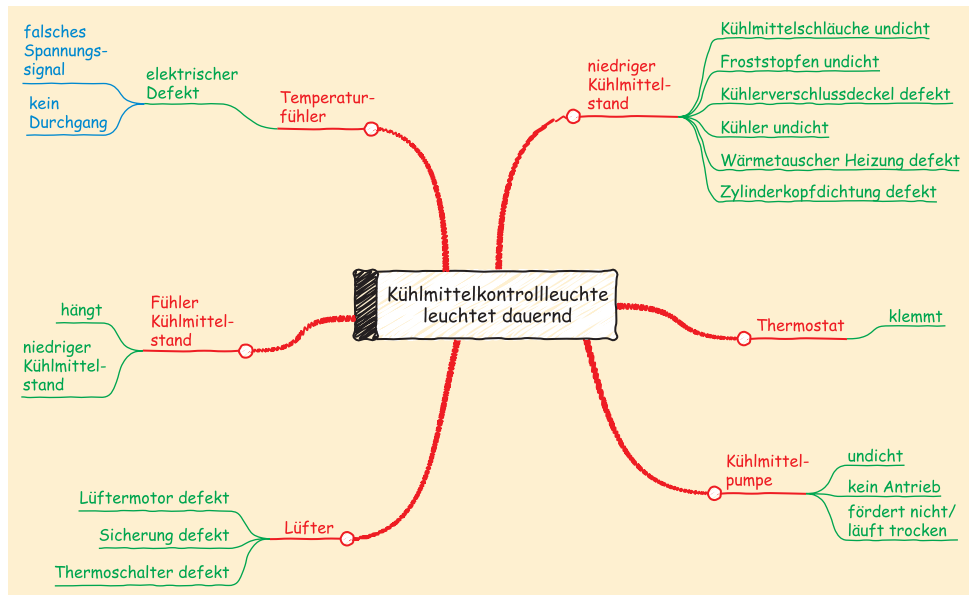 Kühlmittelkontrollleuchte
leuchtet dauernd
Temperatur-
fühler
elektrischer
Defekt
falsches
Spannungs-
signal
kein
Durchgang
niedriger
Kühlmittel-
stand
Kühlmittelschläuche undicht
Froststopfen undicht
Kühlerverschlussdeckel defekt
Kühler undicht
Wärmetauscher Heizung defekt
Zylinderkopfdichtung defekt
Fühler
Kühlmittel-
stand
hängt
niedriger
Kühlmittel-
stand
Thermostat
klemmt
Lüfter
Lüftermotor defekt
Sicherung defekt
Thermoschalter defekt
Kühlmittel-
pumpe
undicht
kein Antrieb
fördert nicht/
läuft trocken